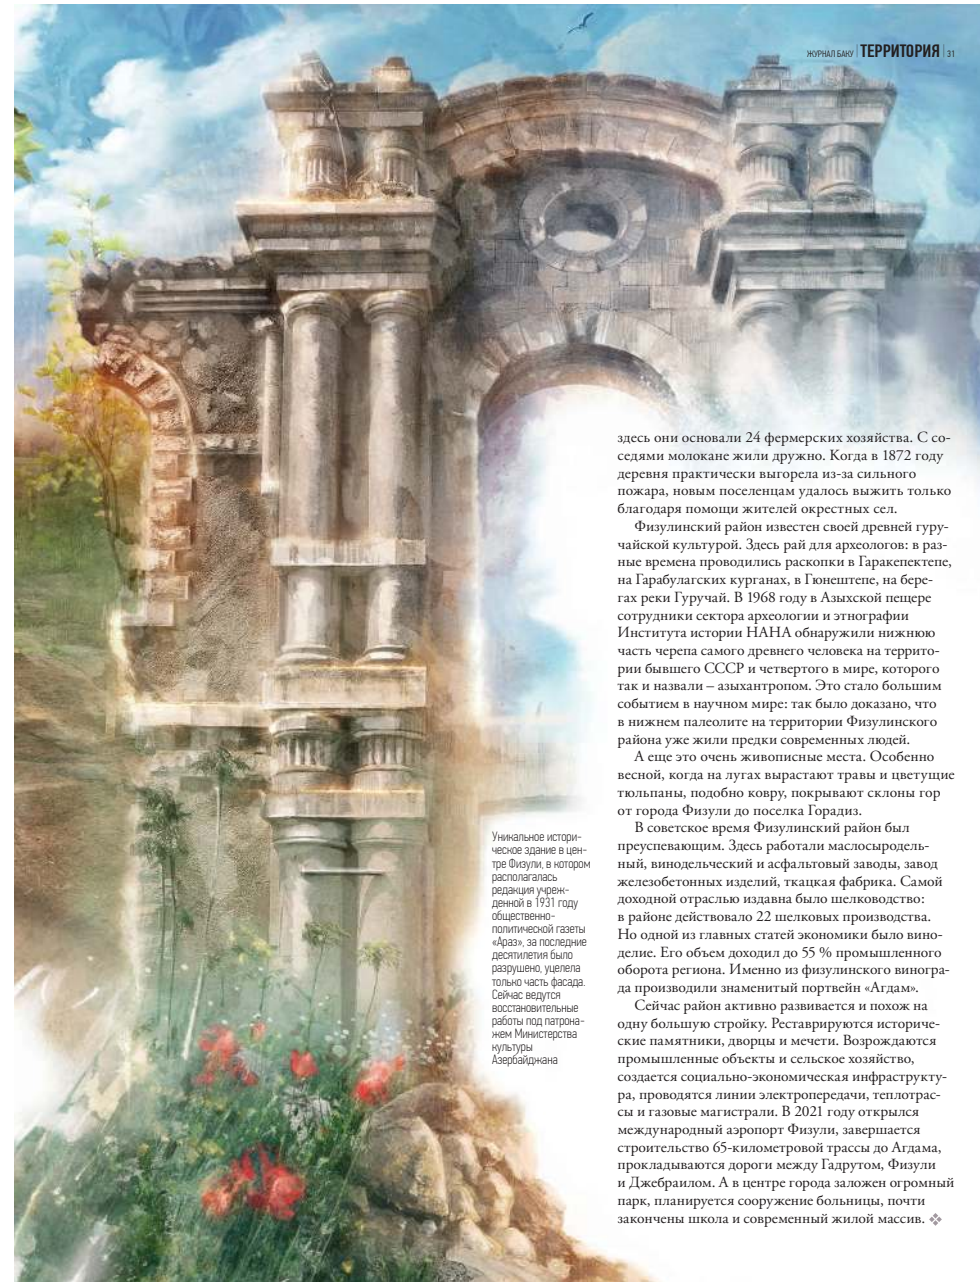 ЖУРНАЛ БАКУ | ТЕРРИТОРИЯ | 31
здесь они основали 24 фермерских хозяйства. С со-
седями молокане жили дружно. Когда в 1872 году
деревня практически выгорела из-за сильного
пожара, новым поселенцам удалось выжить только
благодаря помощи жителей окрестных сел.
Физулинский район известен своей древней гуру-
чайской культурой. Здесь рай для археологов: в раз-
ные времена проводились раскопки в Гаракепектепе,
на Гарабулагских курганах, в Гюнештепе, на бере-
гах реки Гуручай. В 1968 году в Азыхской пещере
сотрудники сектора археологии и этнографии
Института истории НАНА обнаружили нижнюю
часть черепа самого древнего человека на террито-
рии бывшего СССР и четвертого в мире, которого
так и назвали – азыхантропом. Это стало большим
событием в научном мире: так было доказано, что
в нижнем палеолите на территории Физулинского
района уже жили предки современных людей.
А еще это очень живописные места. Особенно
весной, когда на лугах вырастают травы и цветущие
тюльпаны, подобно ковру, покрывают склоны гор
от города Физули до поселка Горадиз.
В советское время Физулинский район был
преуспевающим. Здесь работали маслосыродель-
ный, винодельческий и асфальтовый заводы, завод
железобетонных изделий, ткацкая фабрика. Самой
доходной отраслью издавна было шелководство:
в районе действовало 22 шелковых производства.
Но одной из главных статей экономики было вино-
делие. Его объем доходил до 55 % промышленного
оборота региона. Именно из физулинского виногра-
да производили знаменитый портвейн «Агдам».
Сейчас район активно развивается и похож на
одну большую стройку. Реставрируются историче-
ские памятники, дворцы и мечети. Возрождаются
промышленные объекты и сельское хозяйство,
создается социально-экономическая инфраструкту-
ра, проводятся линии электропередачи, теплотрас-
сы и газовые магистрали. В 2021 году открылся
международный аэропорт Физули, завершается
строительство 65-километровой трассы до Агдама,
прокладываются дороги между Гадрутом, Физули
и Джебраилом. А в центре города заложен огромный
парк, планируется сооружение больницы, почти
закончены школа и современный жилой массив.
Уникальное истори-
ческое здание в цен-
тре Физули, в котором
располагалась
редакция учреж-
денной в 1931 году
общественно-
политической газеты
«Араз», за последние
десятилетия было
разрушено, уцелела
только часть фасада.
Сейчас ведутся
восстановительные
работы под патрона-
жем Министерства
культуры
Азербайджана